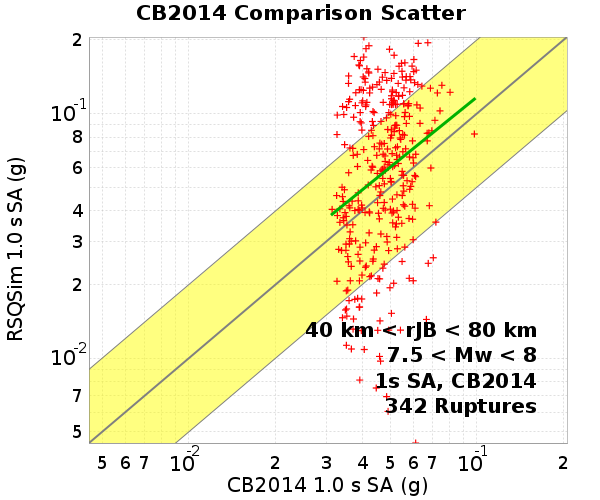 CB2014 Comparison Scatter
RSQSim 1.0 s SA (g)
2
10-1
8
6
4
3
2
10-2
7
5
40 km < rJB < 80 km
7.5 < Mw < 8
1s SA, CB2014
342 Ruptures
5 6 7 10-2 2 3 4 5 6 7 10-1 2
CB2014 1.0 s SA (g)